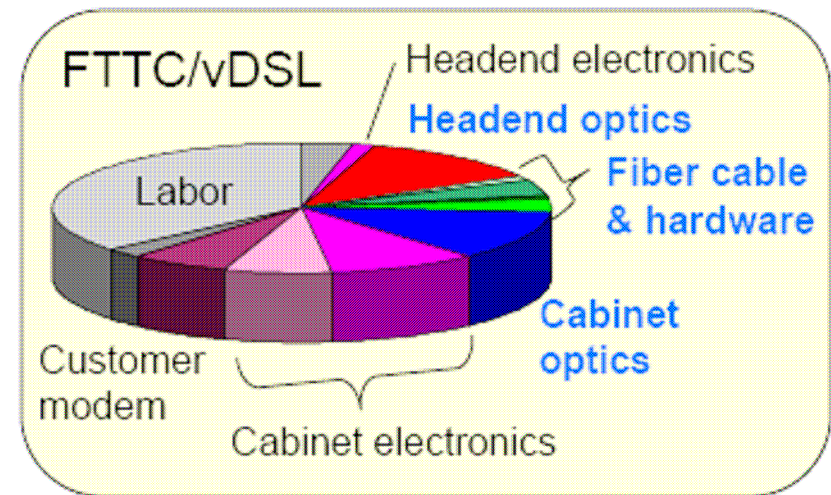 FTTC/vDSL
Headend electronics
Headend optics
Fiber cable
& hardware
Labor
Cabinet
optics
Customer
modem
Cabinet electronics